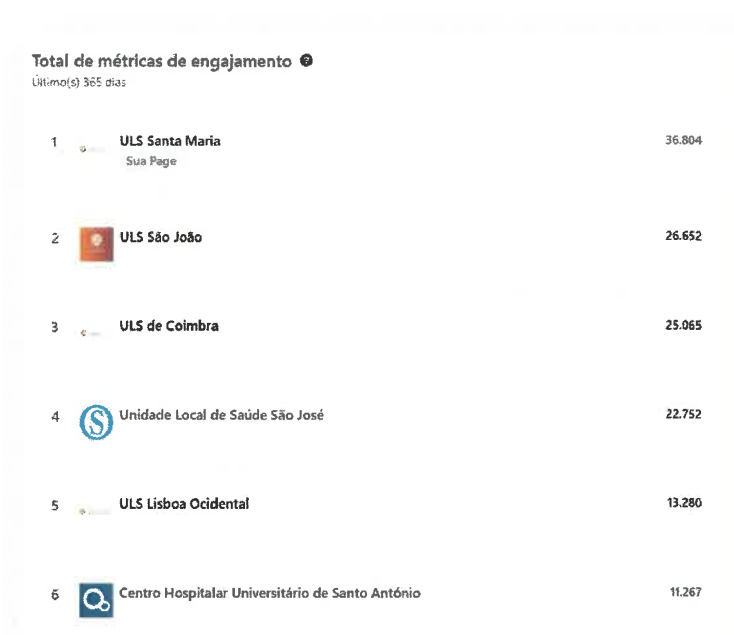 Total de métricas de engajamento ?
Último(s) 365 dias
1 ULS Santa Maria 36.804
Sua Page
2 ULS São João 26.652
3 ULS de Coimbra 25.065
4 Unidade Local de Saúde São José 22.752
5 ULS Lisboa Ocidental 13.280
6 Centro Hospitalar Universitário de Santo António 11.267